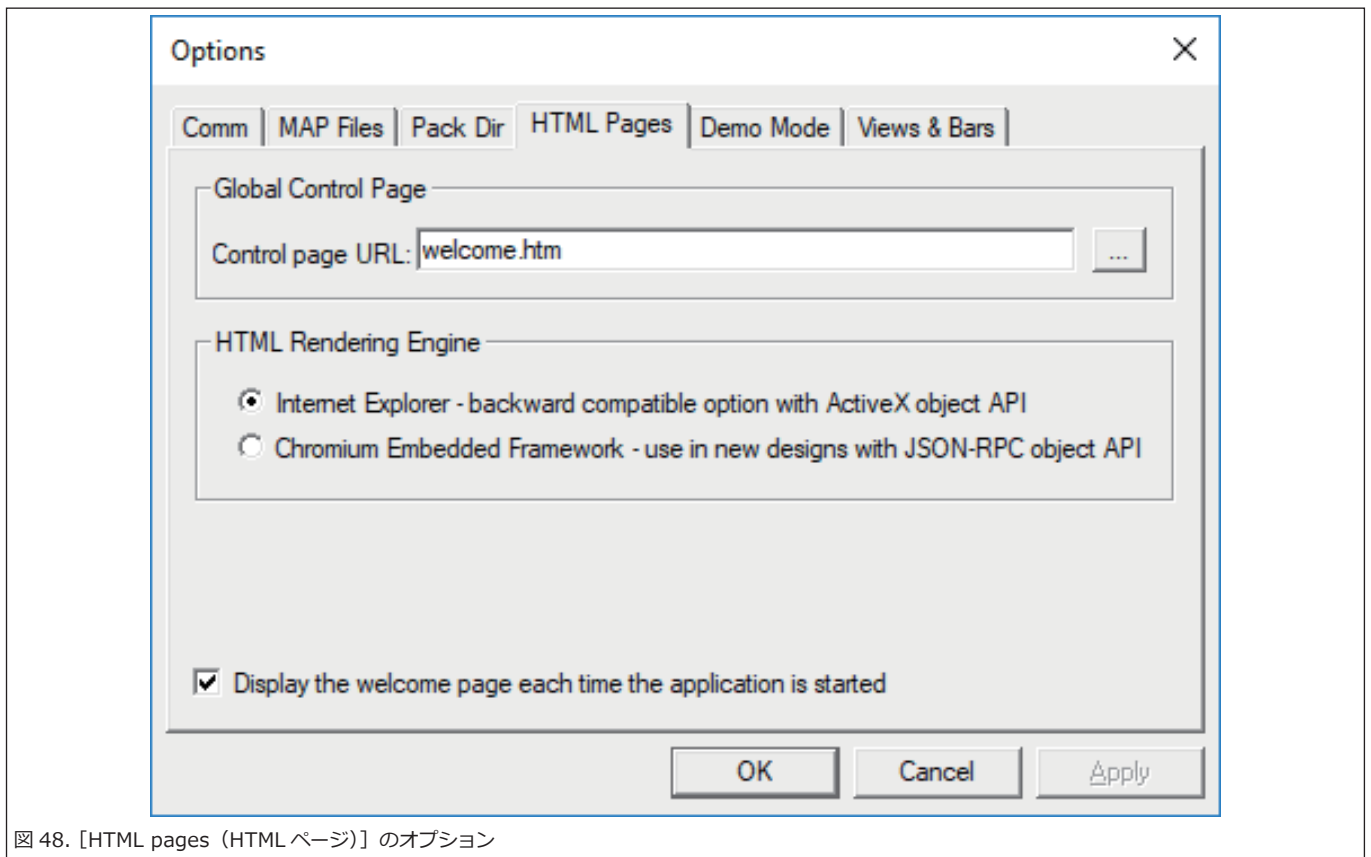 Options
Comm MAP Files Pack Dir HTML Pages Demo Mode Views & Bars
Global Control Page
Control page URL: welcome.htm ...
HTML Rendering Engine
Internet Explorer - backward compatible option with ActiveX object API
Chromium Embedded Framework - use in new designs with JSON-RPC object API
Display the welcome page each time the application is started
OK Cancel Apply
図 48.［HTML pages（HTML ページ）］のオプション